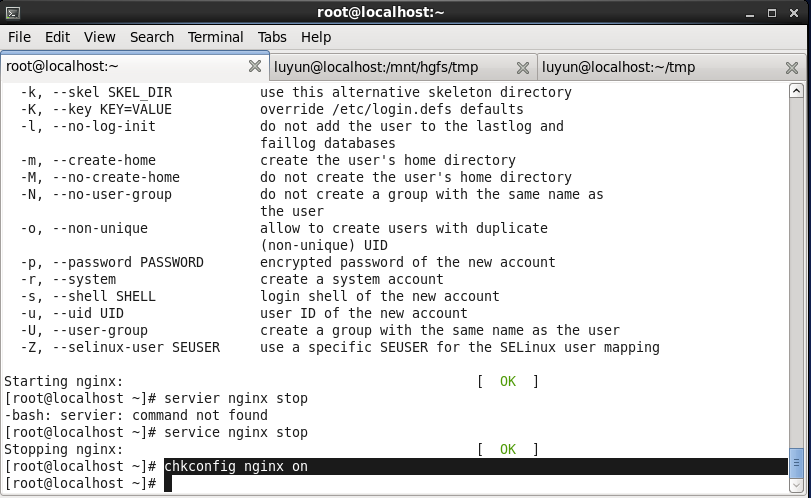 root@localhost:~
File Edit View Search Terminal Tabs Help
root@localhost:~ luyun@localhost:/mnt/hgfs/tmp luyun@localhost:~/tmp
-k, --skel SKEL_DIR use this alternative skeleton directory
-K, --key KEY=VALUE override /etc/login.defs defaults
-l, --no-log-init do not add the user to the lastlog and
faillog databases
-m, --create-home create the user's home directory
-M, --no-create-home do not create the user's home directory
-N, --no-user-group do not create a group with the same name as
the user
-o, --non-unique allow to create users with duplicate
(non-unique) UID
-p, --password PASSWORD encrypted password of the new account
-r, --system create a system account
-s, --shell SHELL login shell of the new account
-u, --uid UID user ID of the new account
-U, --user-group create a group with the same name as the user
-Z, --selinux-user SEUSER use a specific SEUSER for the SELinux user mapping
Starting nginx: [ OK ]
[root@localhost ~]# servier nginx stop
-bash: servier: command not found
[root@localhost ~]# service nginx stop
Stopping nginx: [ OK ]
[root@localhost ~]# chkconfig nginx on
[root@localhost ~]#